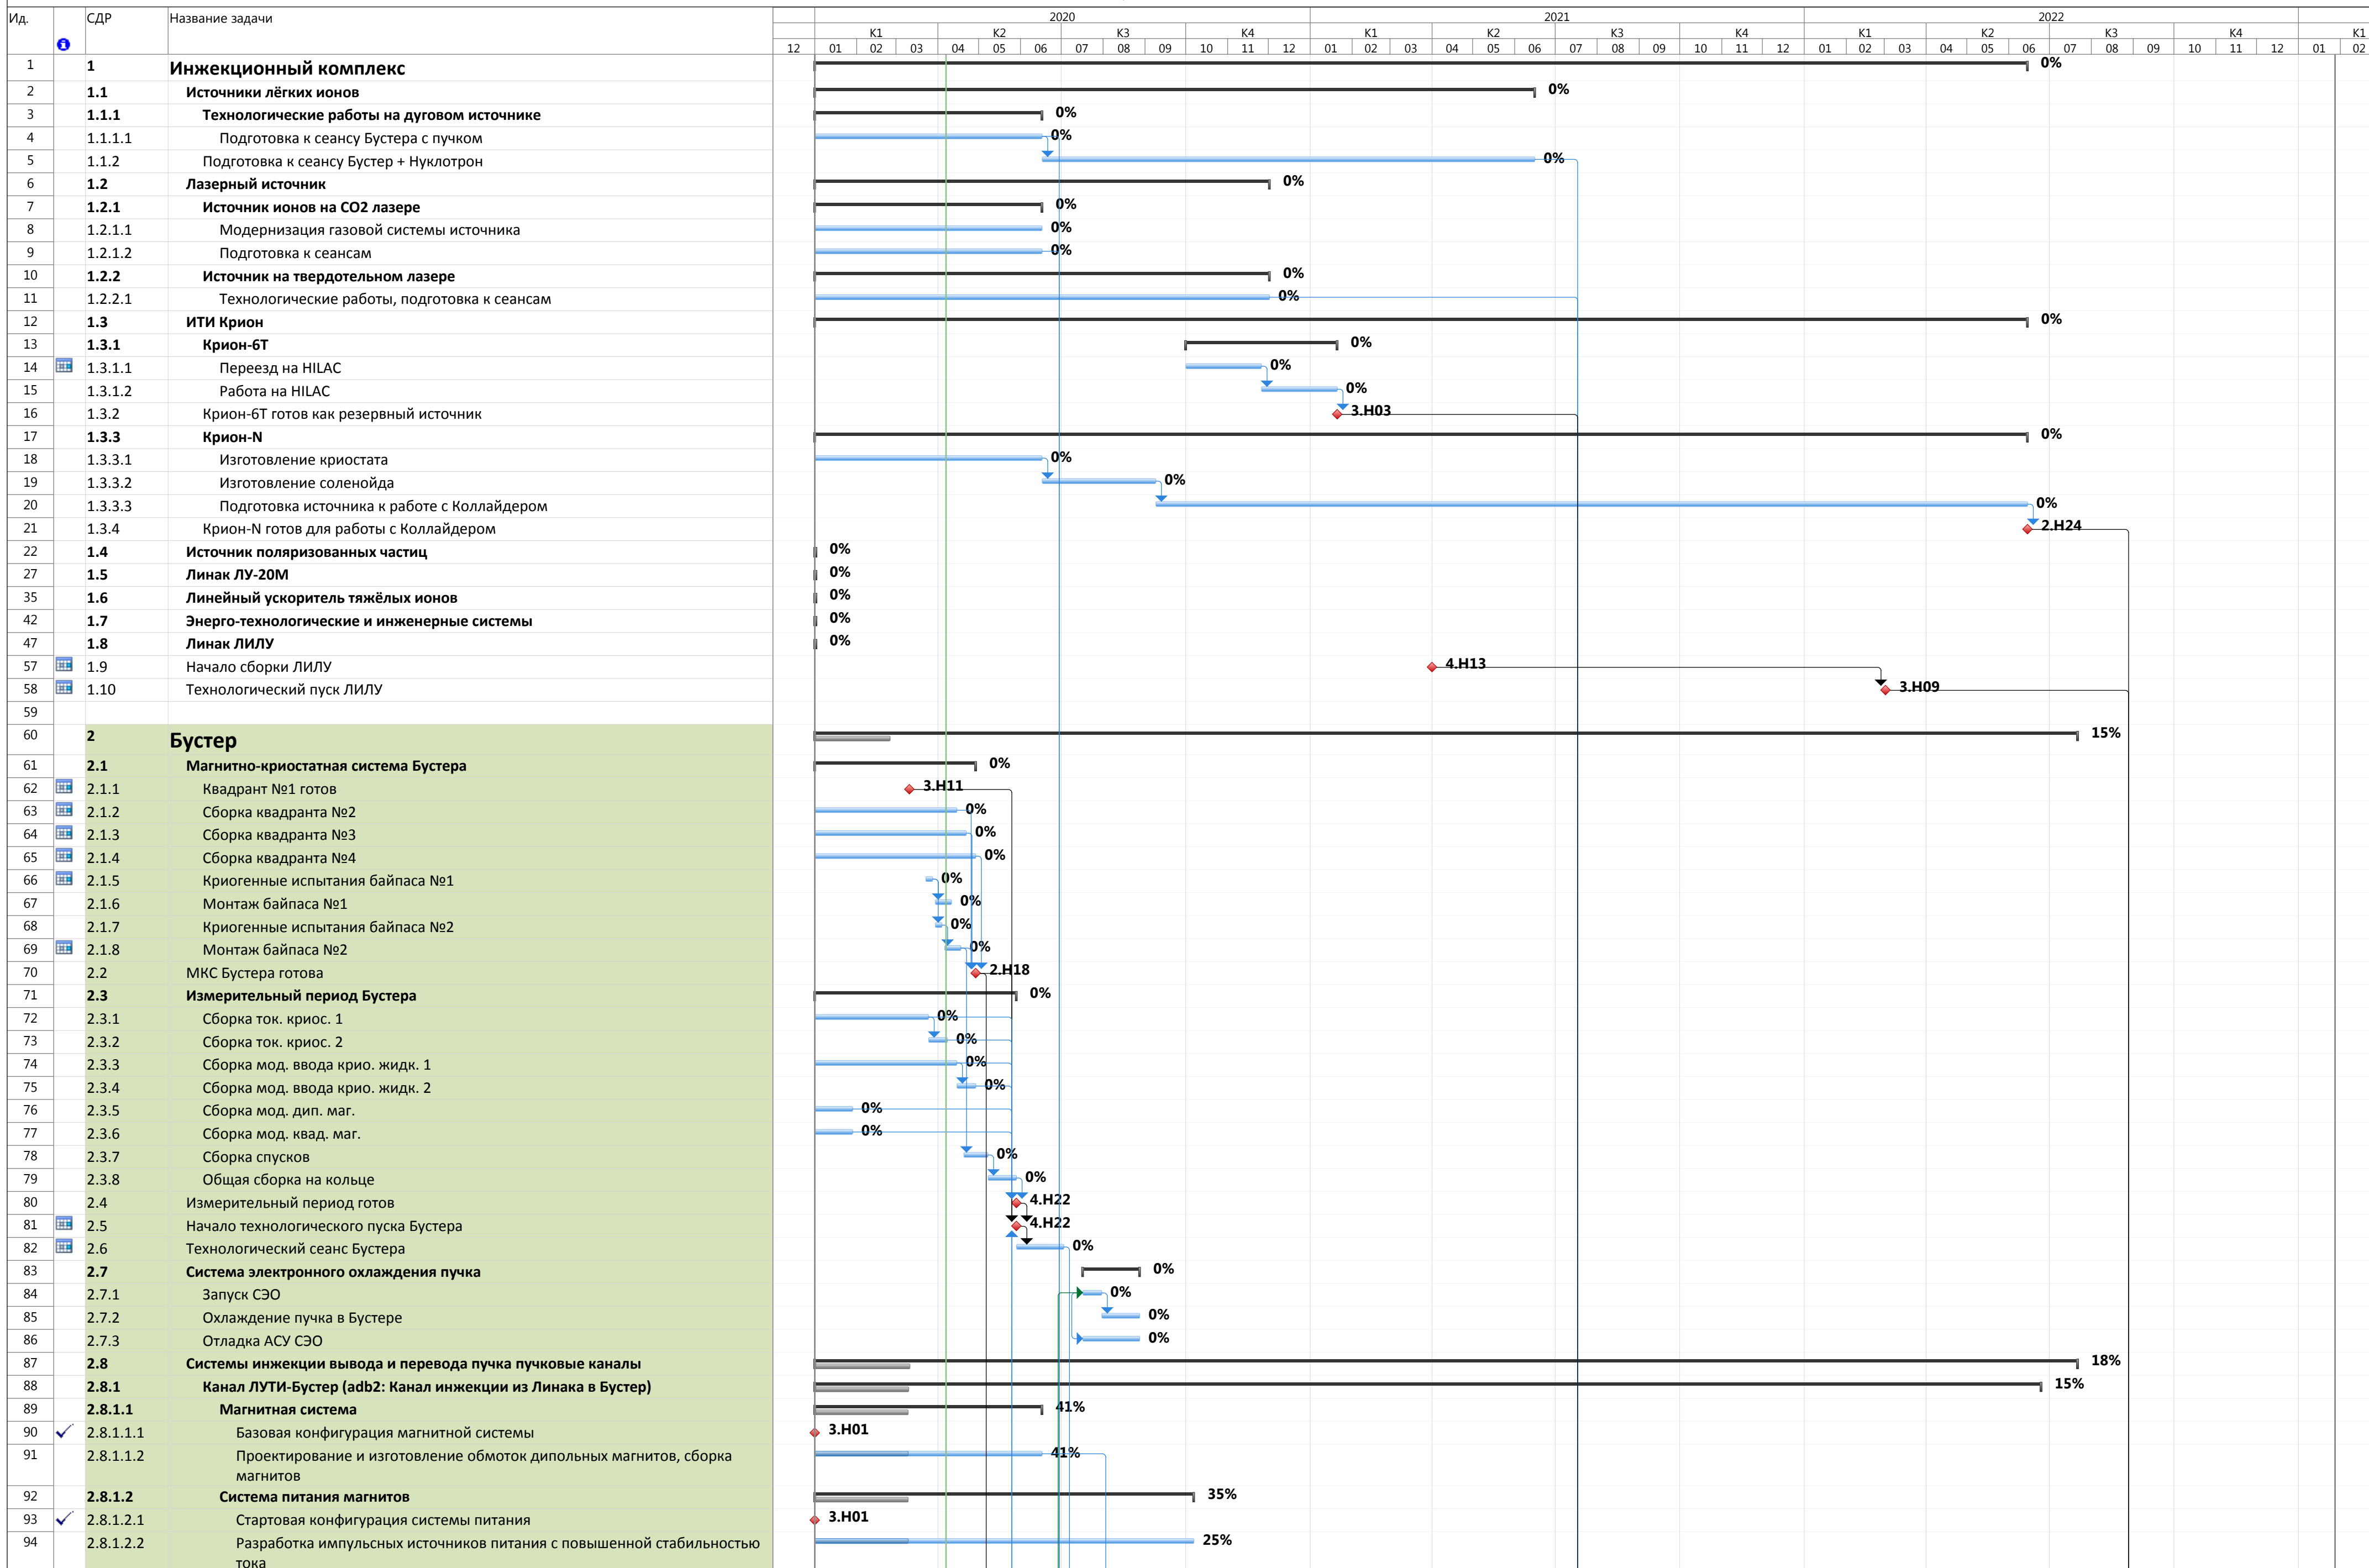 Ид. СДР Название задачи
2020 2021 2022
К1 К2 К3 К4 К1 К2 К3 К4 К1 К2 К3 К4 К1
12 01 02 03 04 05 06 07 08 09 10 11 12 01 02 03 04 05 06 07 08 09 10 11 12 01 02 03 04 05 06 07 08 09 10 11 12 01 02
1 1 Инжекционный комплекс 0%
2 1.1 Источники лёгких ионов 0%
3 1.1.1 Технологические работы на дуговом источнике 0%
4 1.1.1.1 Подготовка к сеансу Бустера с пучком 0%
5 1.1.2 Подготовка к сеансу Бустер + Нуклотрон 0%
6 1.2 Лазерный источник 0%
7 1.2.1 Источник ионов на СО2 лазере 0%
8 1.2.1.1 Модернизация газовой системы источника 0%
9 1.2.1.2 Подготовка к сеансам 0%
10 1.2.2 Источник на твердотельном лазере 0%
11 1.2.2.1 Технологические работы, подготовка к сеансам 0%
12 1.3 ИТИ Крион 0%
13 1.3.1 Крион-6Т 0%
14 1.3.1.1 Переезд на HILAC 0%
15 1.3.1.2 Работа на HILAC 0%
16 1.3.2 Крион-6Т готов как резервный источник 3.Н03
17 1.3.3 Крион-N 0%
18 1.3.3.1 Изготовление криостата 0%
19 1.3.3.2 Изготовление соленойда 0%
20 1.3.3.3 Подготовка источника к работе с Коллайдером 0%
21 1.3.4 Крион-N готов для работы с Коллайдером 2.Н24
22 1.4 Источник поляризованных частиц 0%
27 1.5 Линак ЛУ-20М 0%
35 1.6 Линейный ускоритель тяжёлых ионов 0%
42 1.7 Энерго-технологические и инженерные системы 0%
47 1.8 Линак ЛИЛУ 0%
57 1.9 Начало сборки ЛИЛУ 4.Н13
58 1.10 Технологический пуск ЛИЛУ 3.Н09
59
60 2 Бустер 15%
61 2.1 Магнитно-криостатная система Бустера 0%
62 2.1.1 Квадрант №1 готов 3.Н11
63 2.1.2 Сборка квадранта №2 0%
64 2.1.3 Сборка квадранта №3 0%
65 2.1.4 Сборка квадранта №4 0%
66 2.1.5 Криогенные испытания байпаса №1 0%
67 2.1.6 Монтаж байпаса №1 0%
68 2.1.7 Криогенные испытания байпаса №2 0%
69 2.1.8 Монтаж байпаса №2 0%
70 2.2 МКС Бустера готова 2.Н18
71 2.3 Измерительный период Бустера 0%
72 2.3.1 Сборка ток. криос. 1 0%
73 2.3.2 Сборка ток. криос. 2 0%
74 2.3.3 Сборка мод. ввода крио. жидк. 1 0%
75 2.3.4 Сборка мод. ввода крио. жидк. 2 0%
76 2.3.5 Сборка мод. дип. маг. 0%
77 2.3.6 Сборка мод. квад. маг. 0%
78 2.3.7 Сборка спусков 0%
79 2.3.8 Общая сборка на кольце 0%
80 2.4 Измерительный период готов 4.Н22
81 2.5 Начало технологического пуска Бустера 4.Н22
82 2.6 Технологический сеанс Бустера 0%
83 2.7 Система электронного охлаждения пучка 0%
84 2.7.1 Запуск СЭО 0%
85 2.7.2 Охлаждение пучка в Бустере 0%
86 2.7.3 Отладка АСУ СЭО 0%
87 2.8 Системы инжекции вывода и перевода пучка пучковые каналы 18%
88 2.8.1 Канал ЛУТИ-Бустер (adb2: Канал инжекции из Линака в Бустер) 15%
89 2.8.1.1 Магнитная система 41%
90 2.8.1.1.1 Базовая конфигурация магнитной системы 3.Н01
91 2.8.1.1.2 Проектирование и изготовление обмоток дипольных магнитов, сборка 41%
магнитов
92 2.8.1.2 Система питания магнитов 35%
93 2.8.1.2.1 Стартовая конфигурация системы питания 3.Н01
94 2.8.1.2.2 Разработка импульсных источников питания с повышенной стабильностью 25%
тока